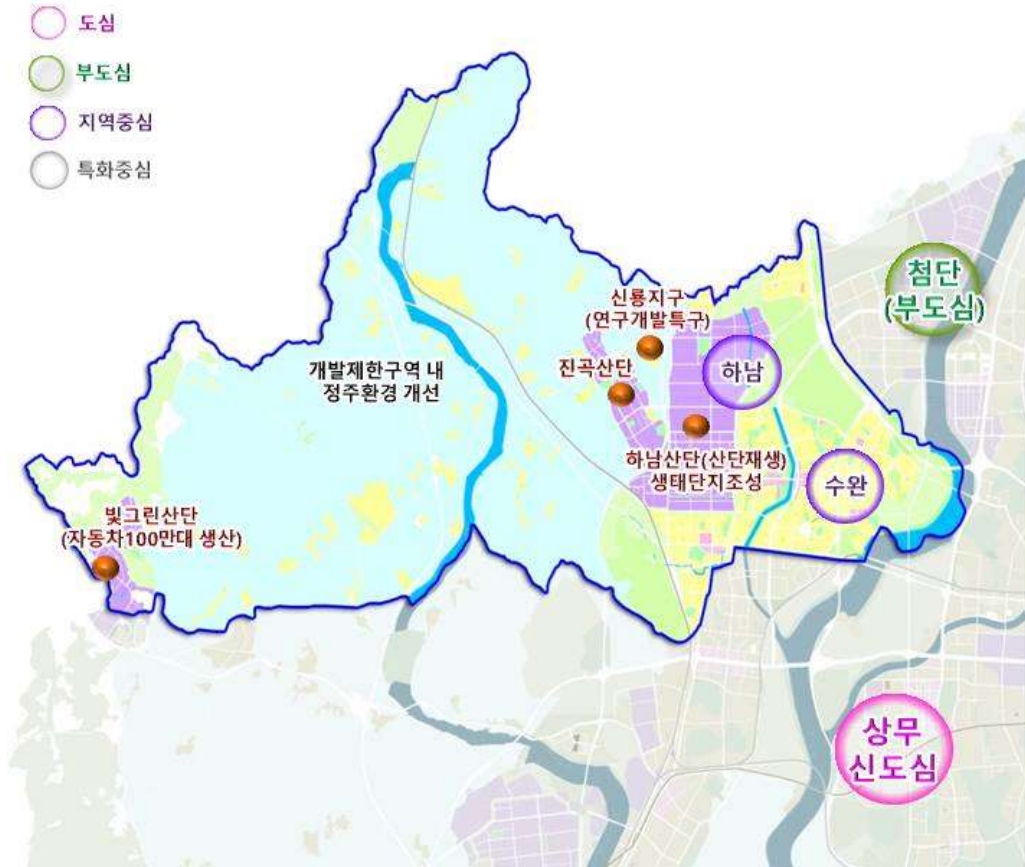 도심
부도심
지역중심
특화중심
첨단
(부도심)
신룡지구
(연구개발특구)
개발제한구역 내
정주환경 개선
진곡산단
하남
하남산단(산단재생)
생태단지조성
수완
빛그린산단
(자동차100만대 생산)
상무
신도심